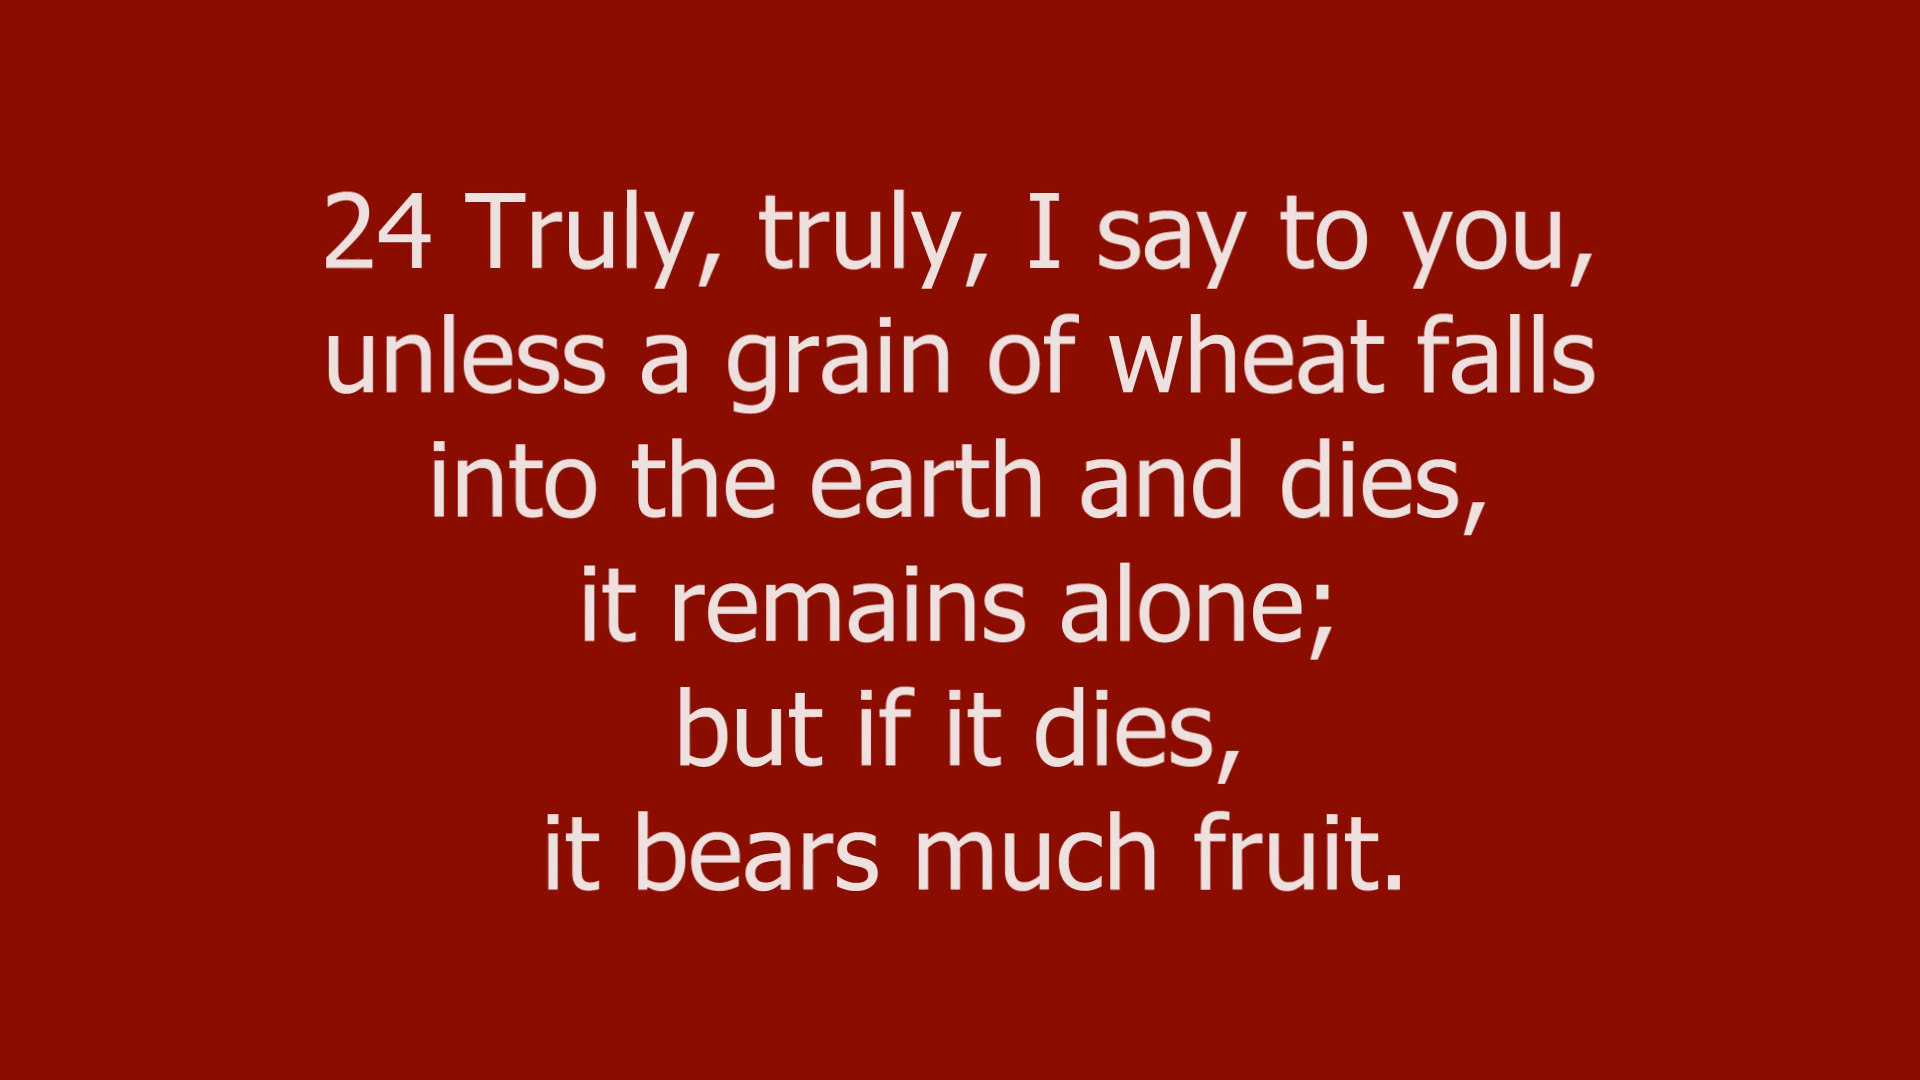 24 Truly, truly, I say to you,
unless a grain of wheat falls
into the earth and dies,
it remains alone;
but if it dies,
it bears much fruit.